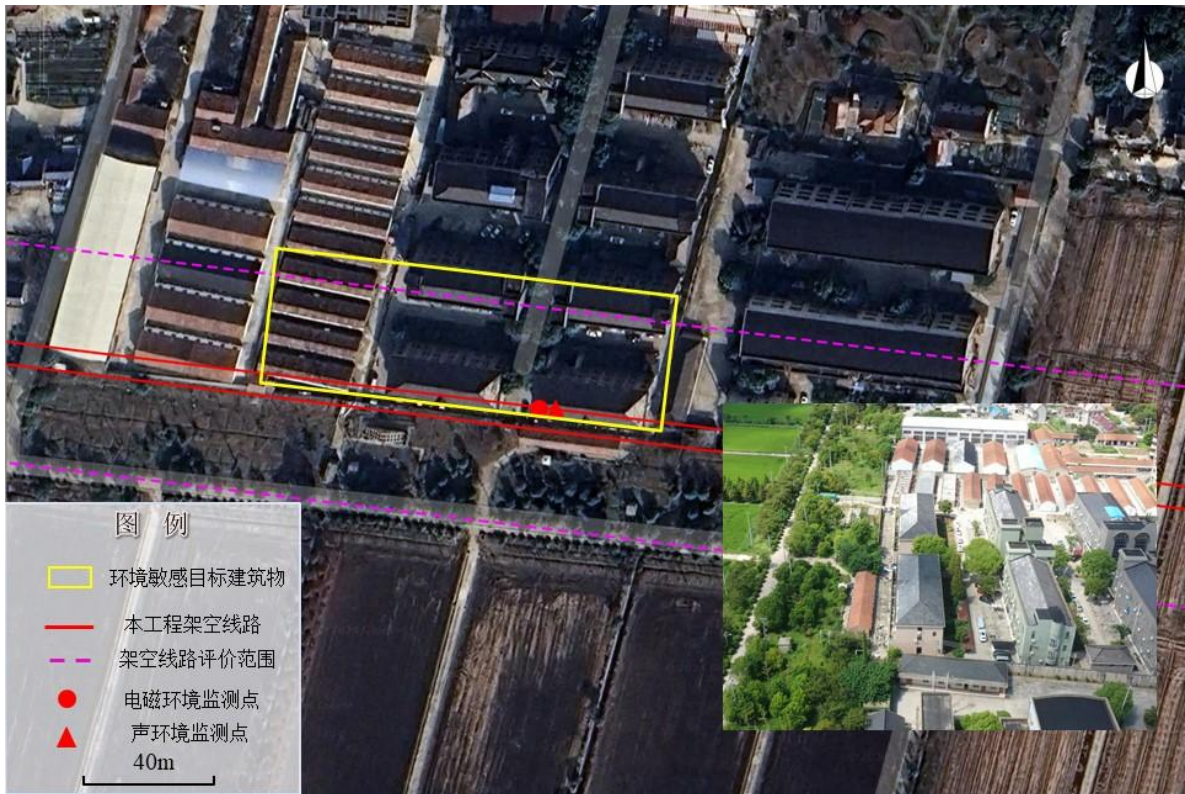 图 例
环境敏感目标建筑物
本工程架空线路
架空线路评价范围
电磁环境监测点
声环境监测点
40m